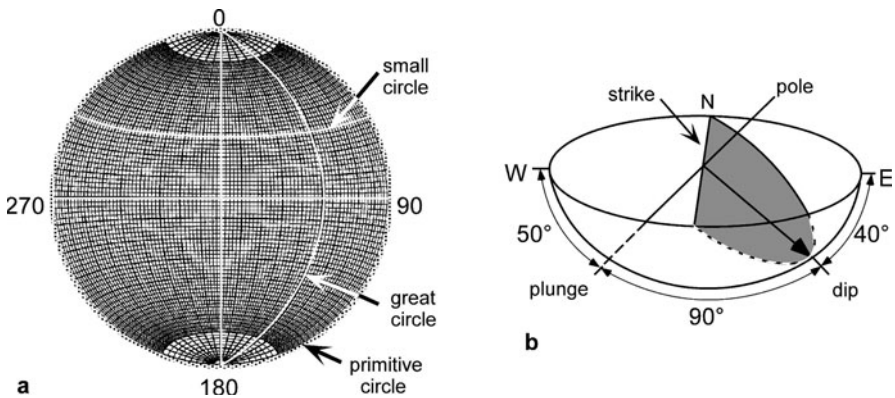 0
small
circle
270
90
great
circle
primitive
circle
180
a
strike
N
pole
W
E
50°
40°
plunge
dip
90°
b